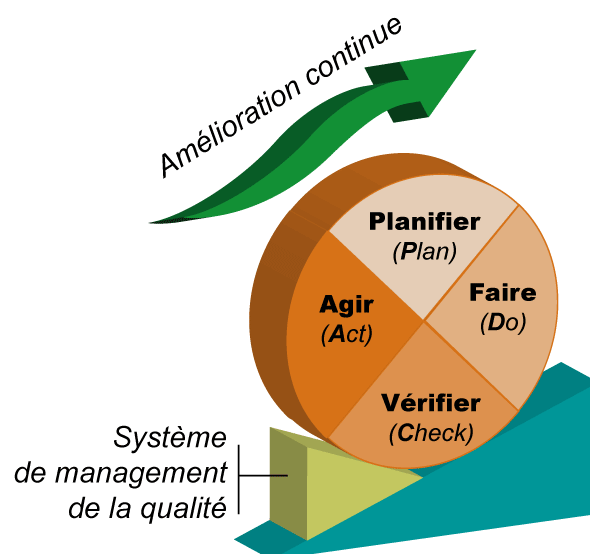 Amélioration continue
Planifier
(Plan)
Faire
(Do)
Agir
(Act)
Vérifier
(Check)
Système
de management
de la qualité